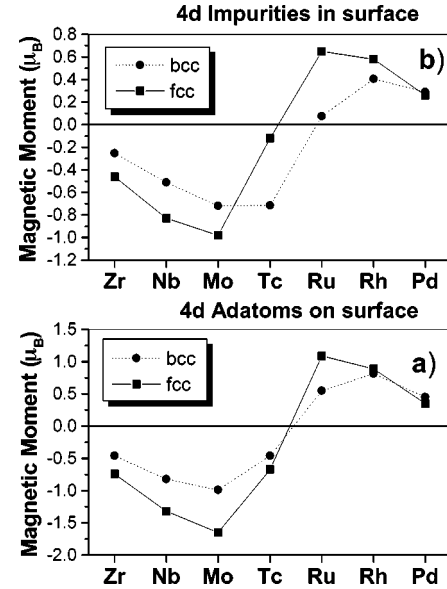 4d Impurities in surface
b)
bcc
fcc
Magnetic Moment (μB)
0.8
0.6
0.4
0.2
0.0
-0.2
-0.4
-0.6
-0.8
-1.0
-1.2
Zr Nb Mo Tc Ru Rh Pd
4d Adatoms on surface
a)
bcc
fcc
Magnetic Moment (μB)
1.5
1.0
0.5
0.0
-0.5
-1.0
-1.5
-2.0
Zr Nb Mo Tc Ru Rh Pd